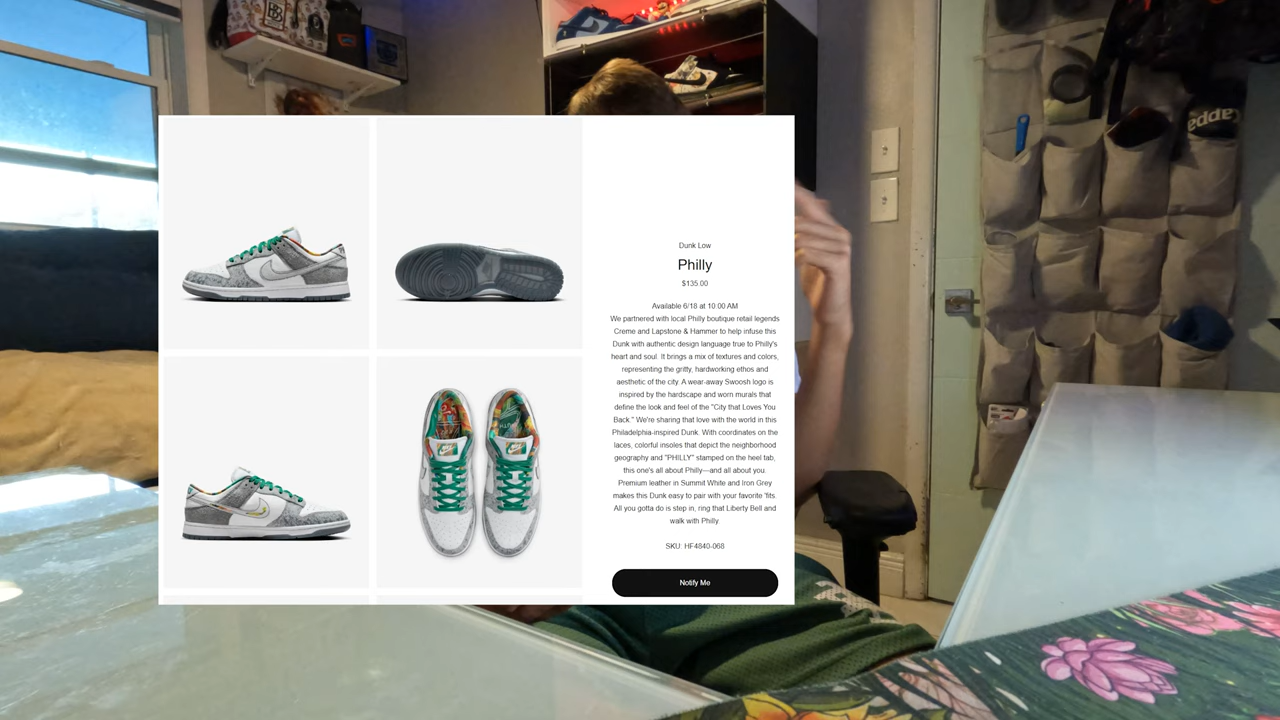 Kappa
Dunk Low
Philly
$135.00
Available 6/18 at 10:00 AM
We partnered with local Philly boutique retail legends
Creme and Lapstone & Hammer to help infuse this
Dunk with authentic design language true to Philly's
heart and soul. It brings a mix of textures and colors,
representing the gritty, hardworking ethos and
aesthetic of the city. A wear-away Swoosh logo is
inspired by the hardscape and worn murals that
define the look and feel of the "City that Loves You
Back." We're sharing that love with the world in this
Philadelphia-inspired Dunk. With coordinates on the
laces, colorful insoles that depict the neighborhood
geography and "PHILLY" stamped on the heel tab,
this one's all about Philly—and all about you.
Premium leather in Summit White and Iron Grey
makes this Dunk easy to pair with your favorite 'fits.
All you gotta do is step in, ring that Liberty Bell and
walk with Philly.
SKU: HF4840-068
Notify Me